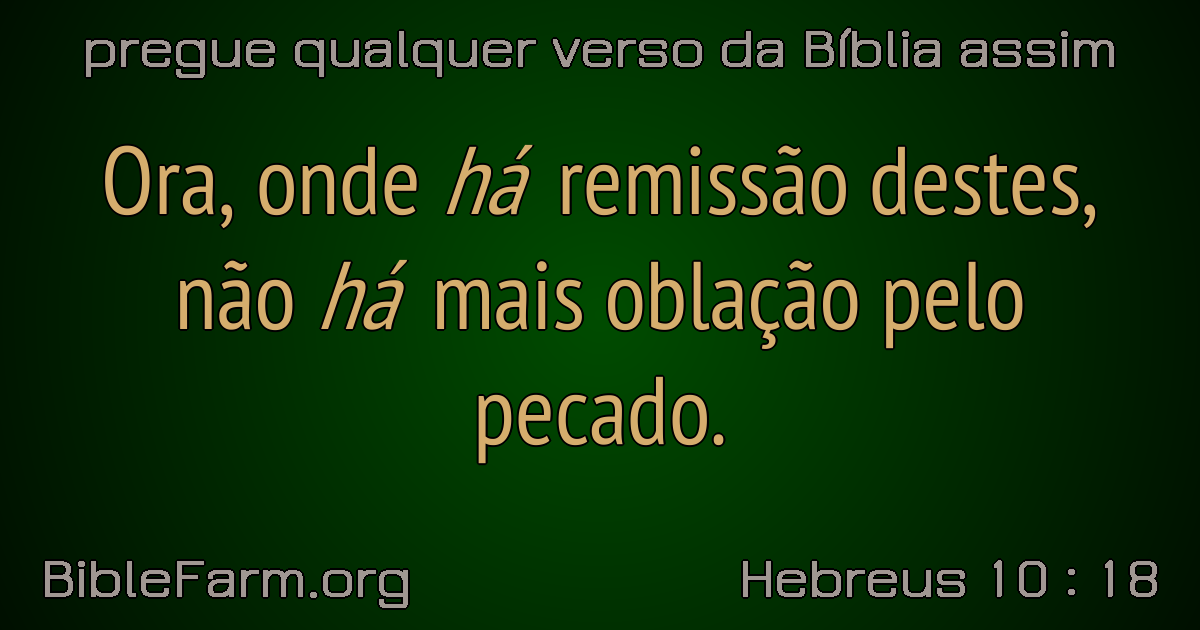 pregue qualquer verso da Bíblia assim
Ora, onde há remissão destes,
não há mais oblação pelo
pecado.
BibleFarm.org
Hebreus 10 : 18